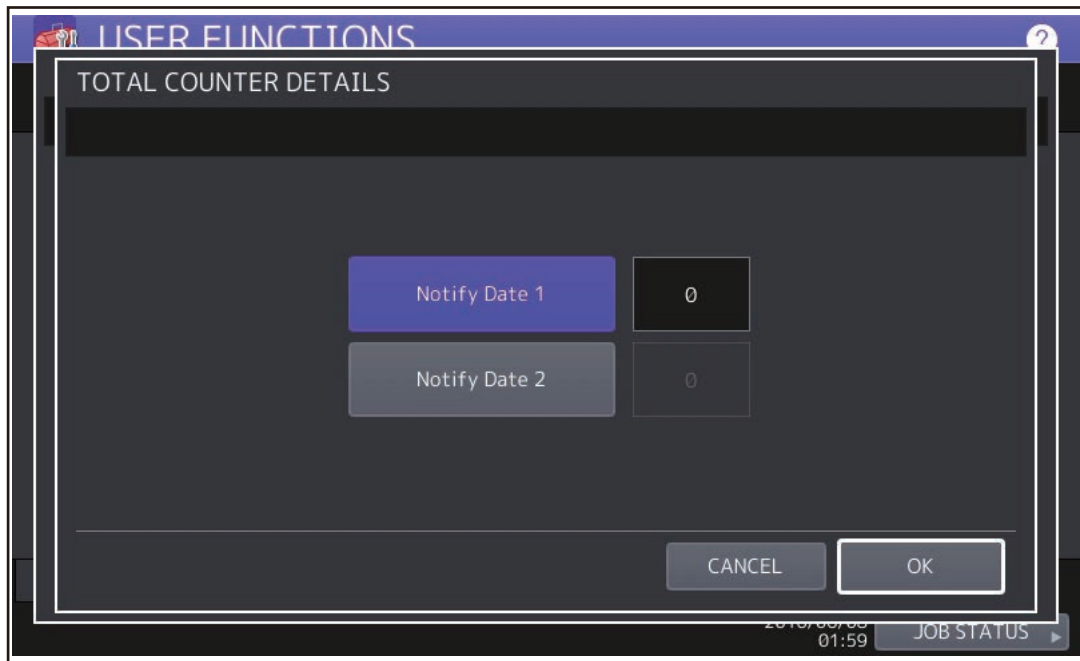 USER FUNCTIONS
?
TOTAL COUNTER DETAILS
Notify Date 1
0
Notify Date 2
0
CANCEL
OK
01:59
JOB STATUS